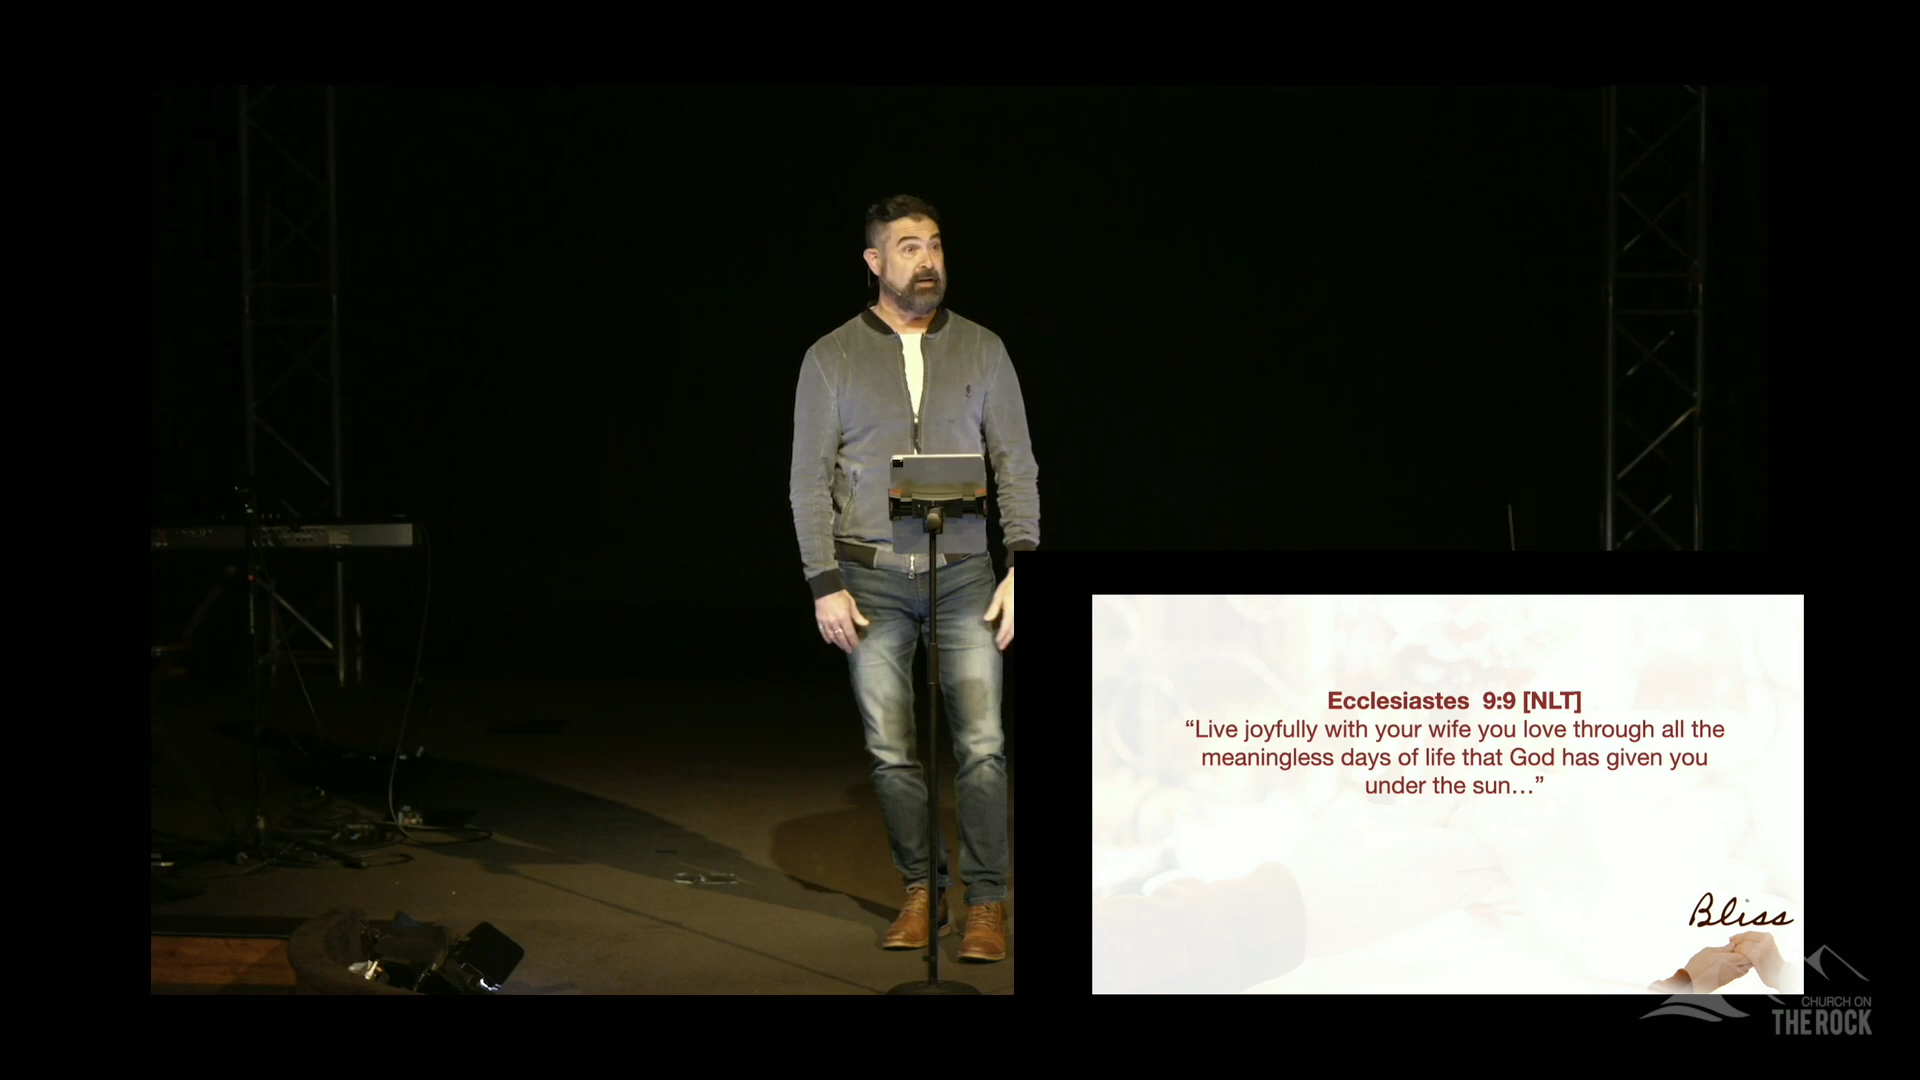 Ecclesiastes 9:9 [NLT]
“Live joyfully with your wife you love through all the
meaningless days of life that God has given you
under the sun…”
Bliss
CHURCH ON
THE ROCK